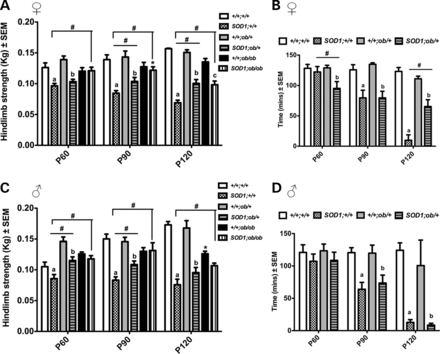 A
♀
Hindlimb strength (Kg) ± SEM
0.20
0.15
0.10
0.05
0.00
P60
P90
P120
a
b
#
#
a
b
*
#
#
a
b
c
#
#
+/+;+/+
SOD1;+/+
+/+;ob/+
SOD1;ob/+
+/+;ob/ob
SOD1;ob/ob
B
♀
+/+;+/+
SOD1;+/+
+/+;ob/+
SOD1;ob/+
Time (mins) ± SEM
200
150
100
50
0
P60
P90
P120
#
b
a
b
#
a
b
C
♂
Hindlimb strength (Kg) ± SEM
0.20
0.15
0.10
0.05
0.00
P60
P90
P120
#
#
a
b
#
#
a
b
#
a
b
*
+/+;+/+
SOD1;+/+
+/+;ob/+
SOD1;ob/+
+/+;ob/ob
SOD1;ob/ob
D
♂
+/+;+/+
SOD1;+/+
+/+;ob/+
SOD1;ob/+
Time (mins) ± SEM
200
150
100
50
0
P60
P90
P120
a
b
a
b